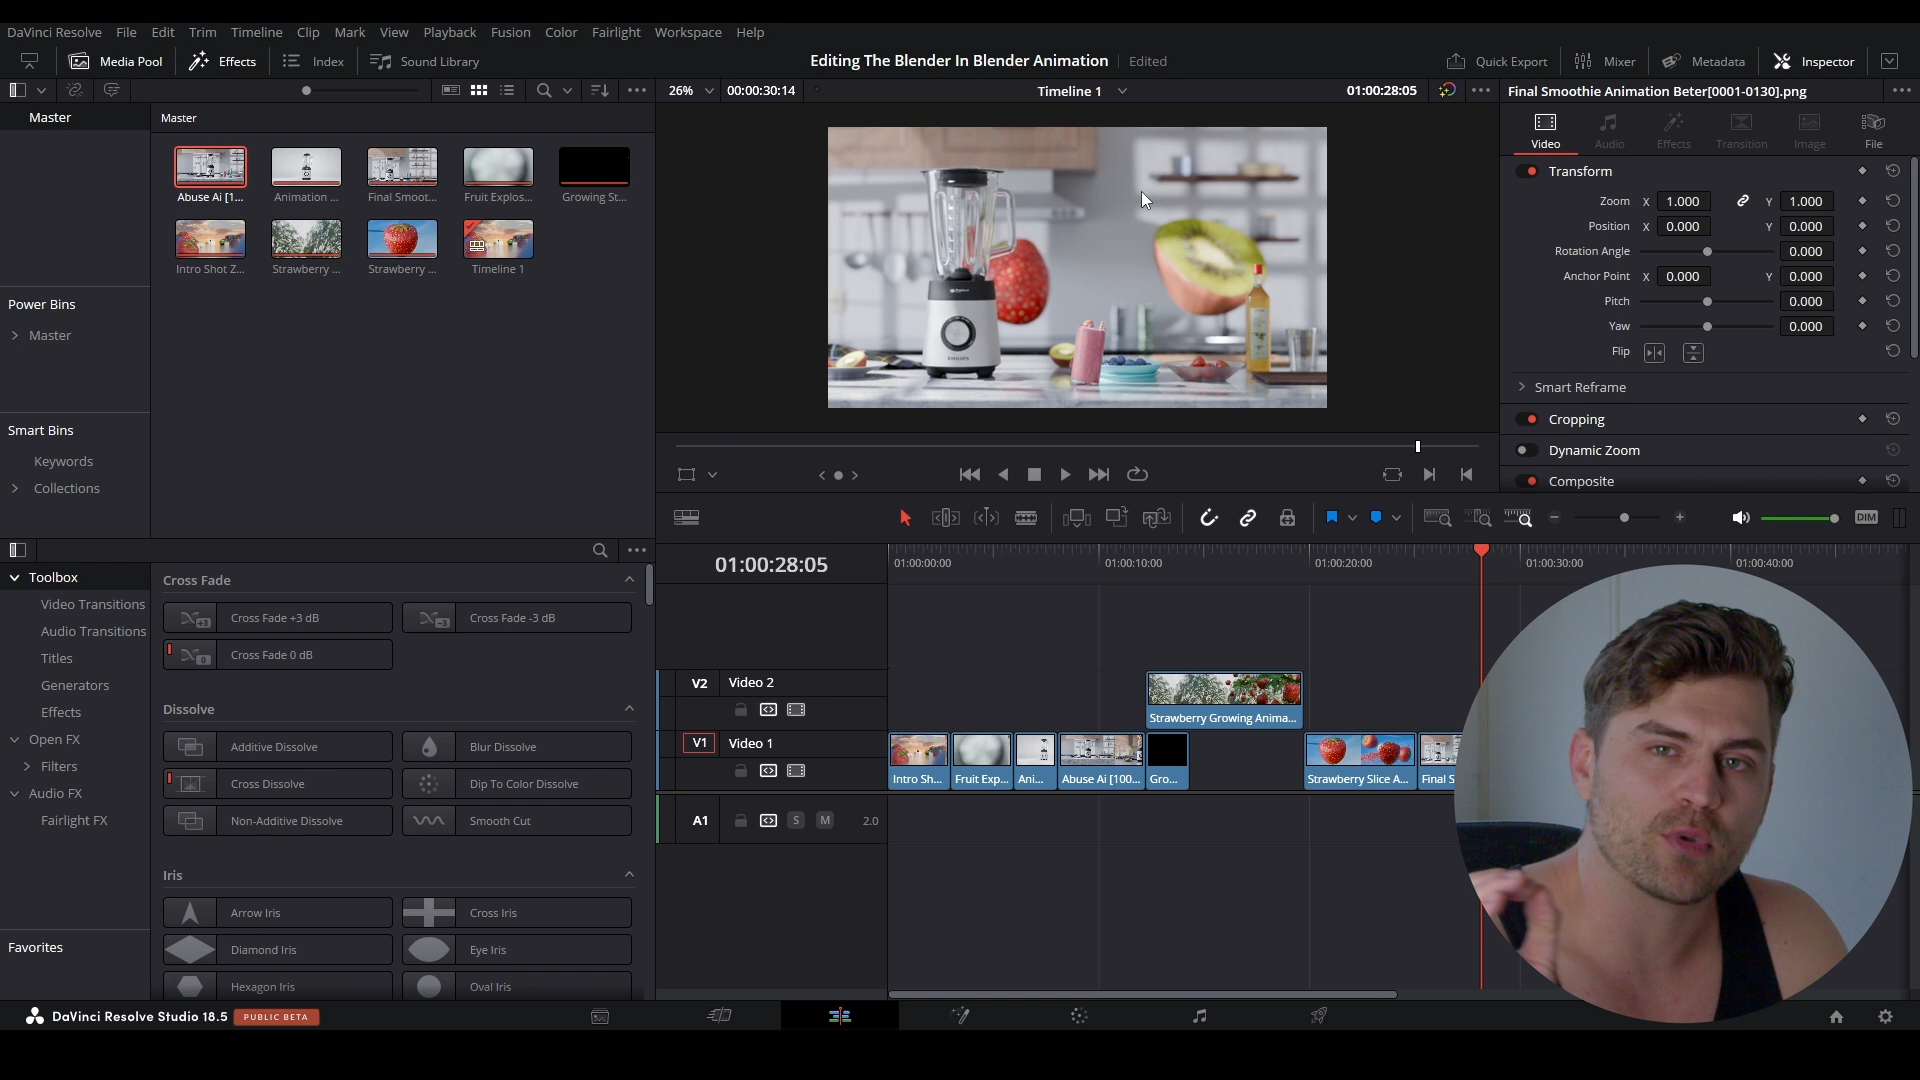 DaVinci Resolve File Edit Trim Timeline Clip Mark View Playback Fusion Color Fairlight Workspace Help
Media Pool Effects Index Sound Library Editing The Blender In Blender Animation Edited Quick Export Mixer Metadata Inspector
26% 00:00:30:14 Timeline 1 01:00:28:05 Final Smoothie Animation Beter[0001-0130].png
Master
Master
Abuse Ai [1... Animation ... Final Smoot... Fruit Explos... Growing St...
Intro Shot Z... Strawberry ... Strawberry ... Timeline 1
Power Bins
Master
Smart Bins
Keywords
Collections
PHILIPS
Video Audio Effects Transition Image File
Transform
Zoom X 1.000 Y 1.000
Position X 0.000 Y 0.000
Rotation Angle 0.000
Anchor Point X 0.000 Y 0.000
Pitch 0.000
Yaw 0.000
Flip
Smart Reframe
Cropping
Dynamic Zoom
Composite
DIM
Toolbox
Video Transitions
Audio Transitions
Titles
Generators
Effects
Open FX
Filters
Audio FX
Fairlight FX
Favorites
Cross Fade
+3 Cross Fade +3 dB -3 Cross Fade -3 dB
0 Cross Fade 0 dB
Dissolve
Additive Dissolve Blur Dissolve
Cross Dissolve Dip To Color Dissolve
Non-Additive Dissolve Smooth Cut
Iris
Arrow Iris Cross Iris
Diamond Iris Eye Iris
Hexagon Iris Oval Iris
01:00:28:05 01:00:00:00 01:00:10:00 01:00:20:00 01:00:30:00 01:00:40:00
V2 Video 2
Strawberry Growing Anima...
V1 Video 1
Intro Sh... Fruit Exp... Ani... Abuse Ai [100... Gro... Strawberry Slice A... Final S
A1 S M 2.0
DaVinci Resolve Studio 18.5 PUBLIC BETA